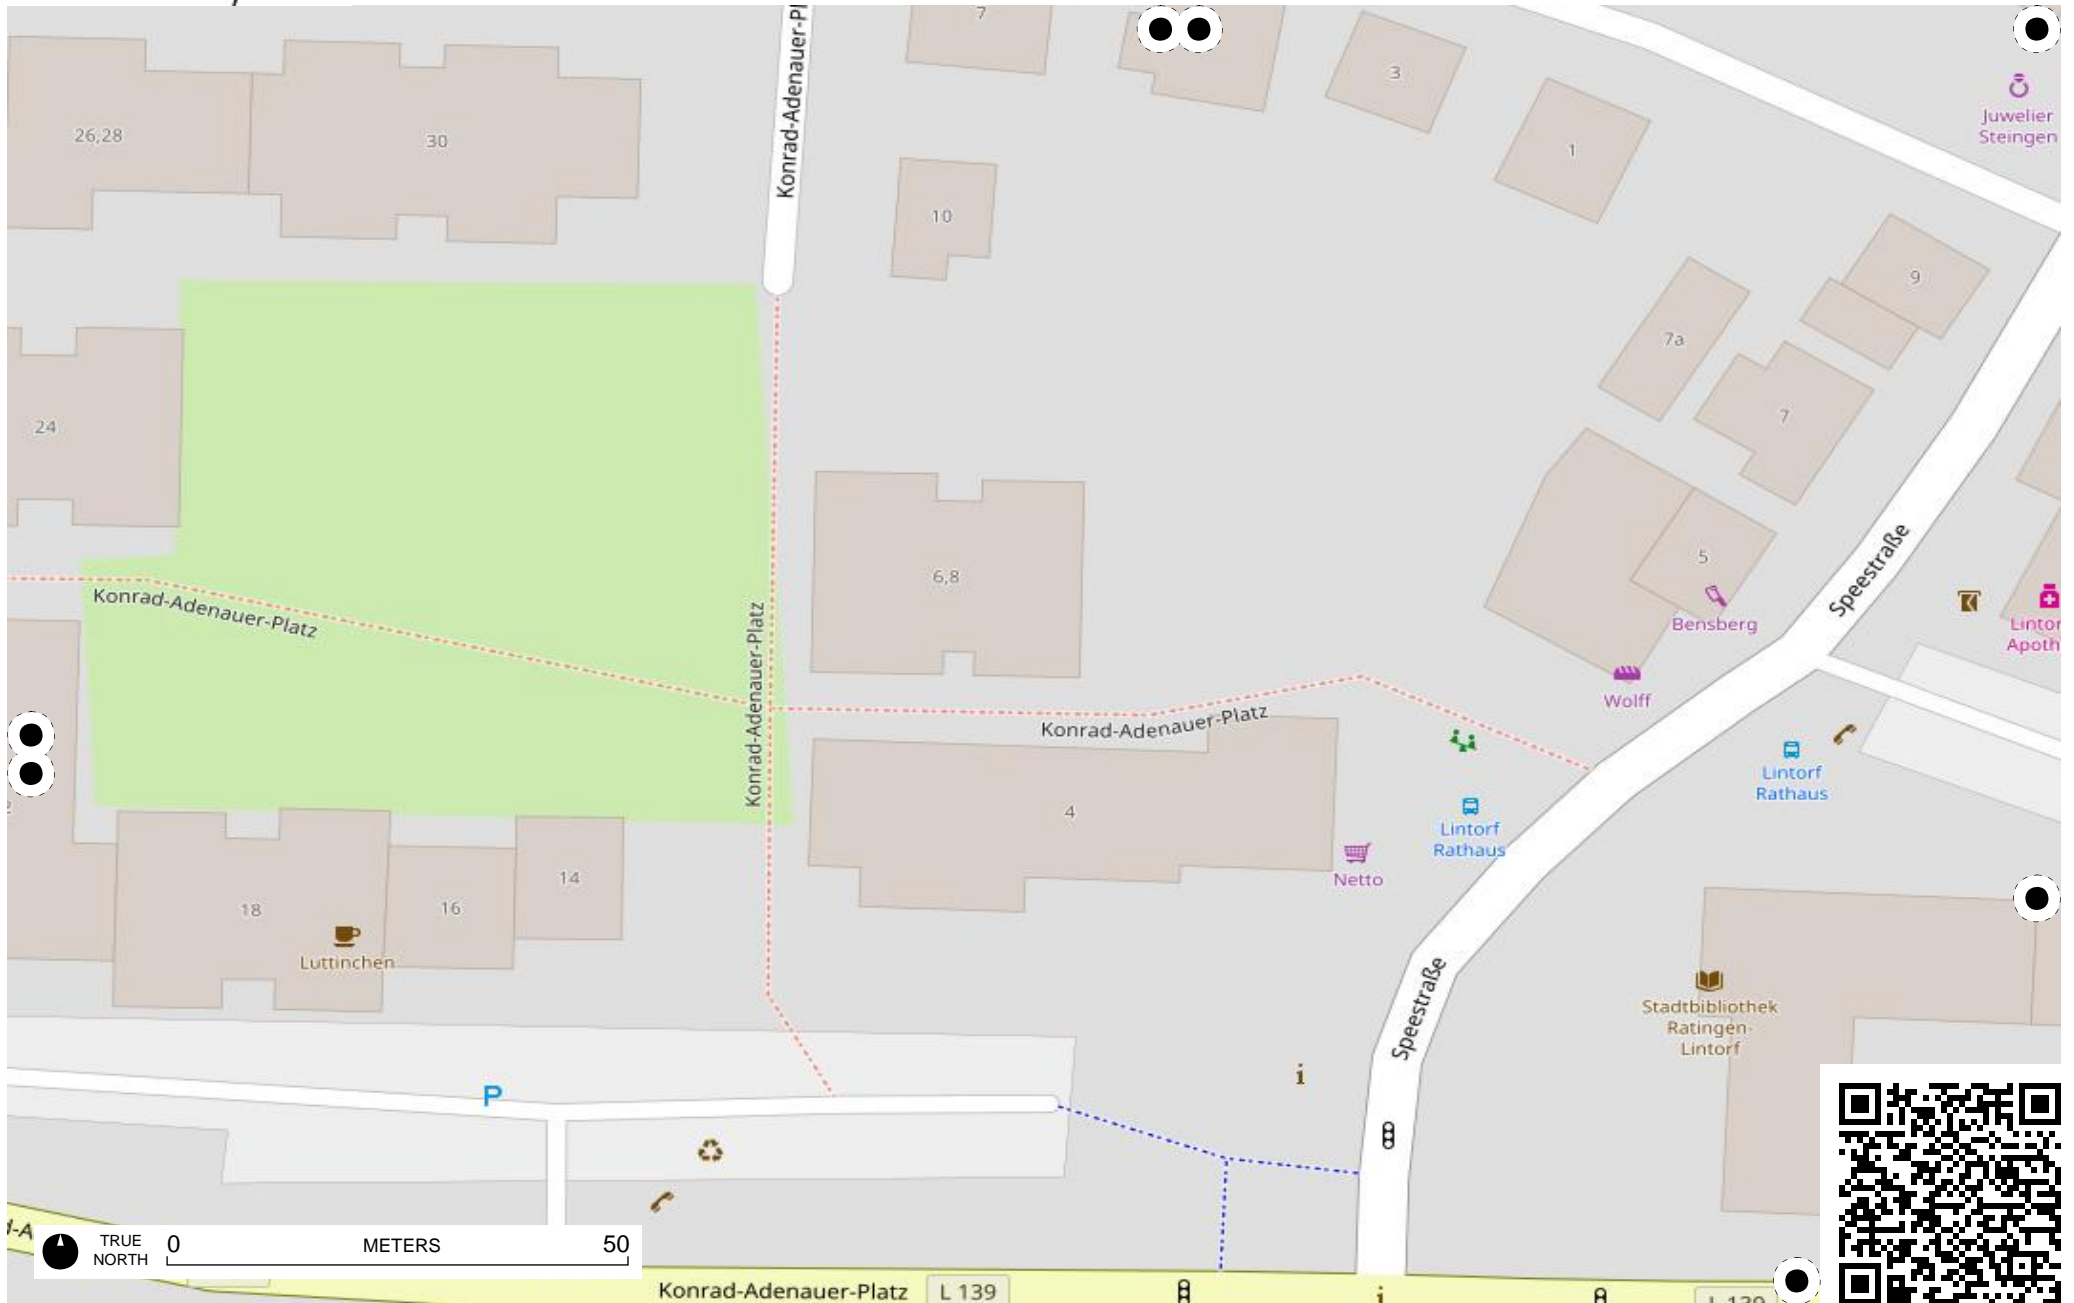 Konrad-Adenauer-Pl
7
3
1
Juwelier
Steingen
26,28
30
10
9
7a
7
24
6,8
5
Bensberg
Speestraße
Konrad-Adenauer-Platz
Konrad-Adenauer-Platz
Wolff
Konrad-Adenauer-Platz
Lintor
Apoth
Lintorf
Rathaus
Lintorf
Rathaus
4
Netto
18
16
14
Luttinchen
Speestraße
Stadtbibliothek
Ratingen-
Lintorf
i
P
TRUE
NORTH
0
METERS
50
Konrad-Adenauer-Platz
L 139
i
L 139